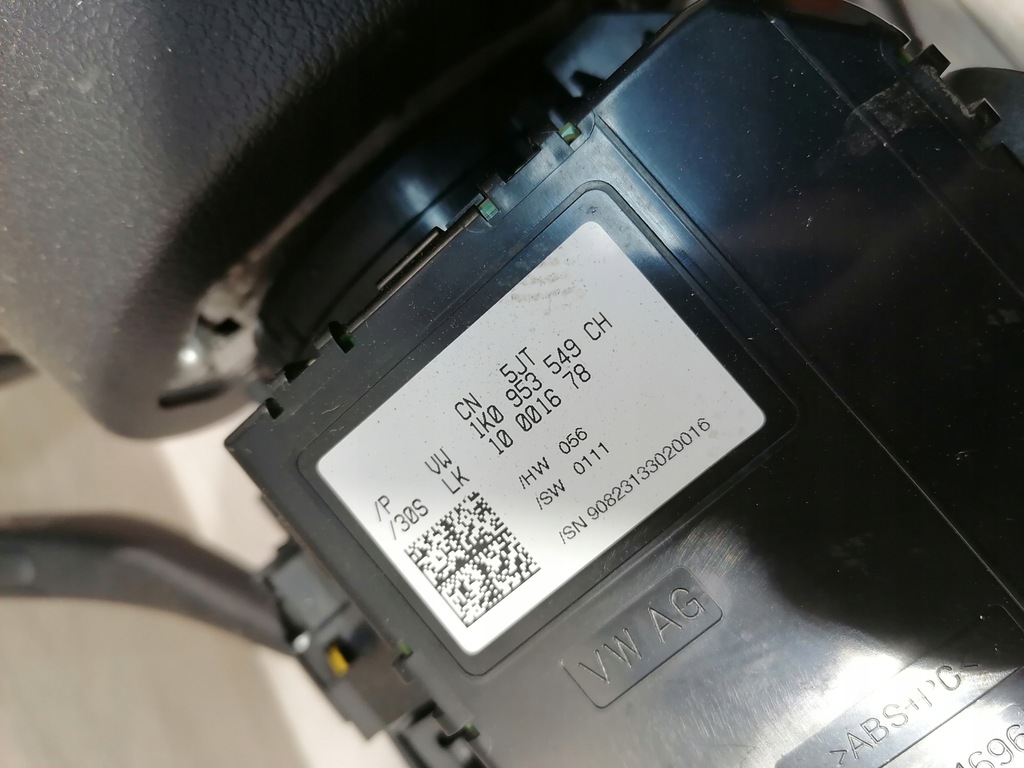 CN 5JT
/P VW 1K0 953 549 CH
/30S LK 10 0016 78
/HW 056
/SW 0111
/SN 90823133020016
VW AG
>ABS+PC<